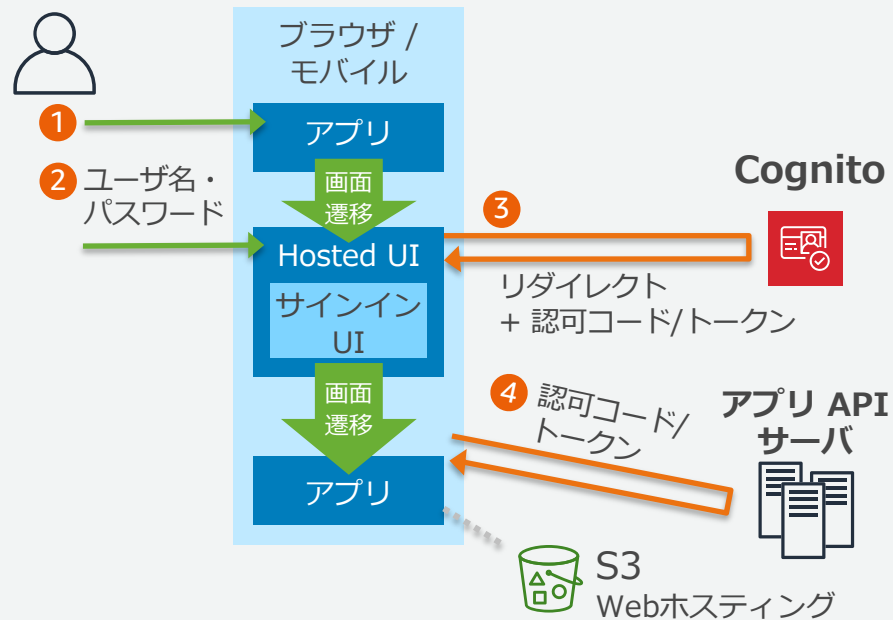 ブラウザ /
モバイル
1
アプリ
画面
遷移
2
ユーザ名・
パスワード
Hosted UI
サインイン
UI
3
Cognito
リダイレクト
+ 認可コード/トークン
画面
遷移
4
認可コード/
トークン
アプリ API
サーバ
アプリ
S3
Webホスティング